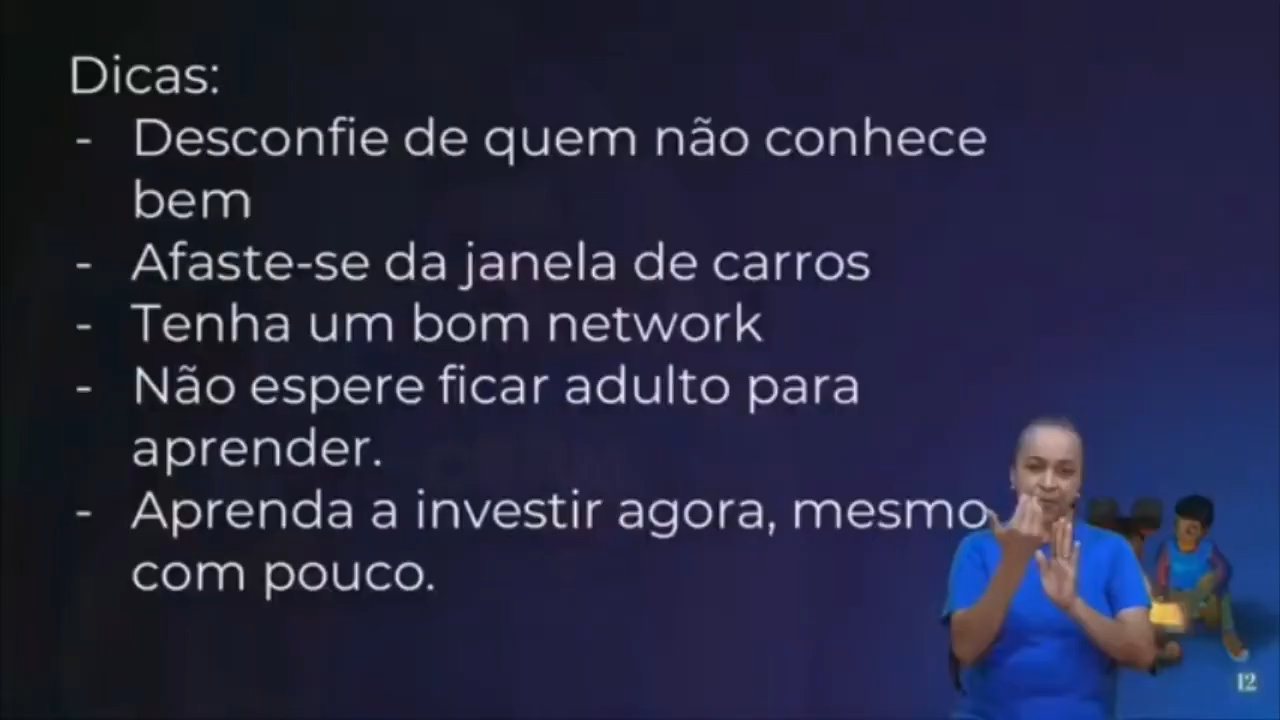 Dicas:
- Desconfie de quem não conhece
bem
- Afaste-se da janela de carros
- Tenha um bom network
- Não espere ficar adulto para
aprender.
- Aprenda a investir agora, mesmo
com pouco.
12